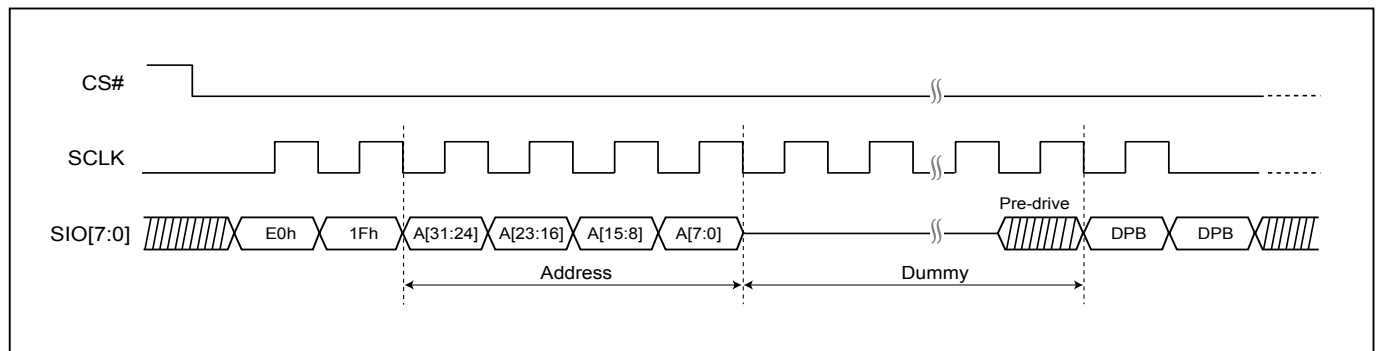 CS#
SCLK
Pre-drive
SIO[7:0] E0h 1Fh A[31:24] A[23:16] A[15:8] A[7:0] DPB DPB
Address Dummy